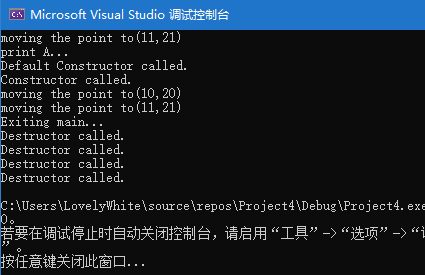 Microsoft Visual Studio 调试控制台
moving the point to(11,21)
print A...
Default Constructor called.
Constructor called.
moving the point to(10,20)
moving the point to(11,21)
Exiting main...
Destructor called.
Destructor called.
Destructor called.
Destructor called.
C:\Users\LovelyWhite\source\repos\Project4\Debug\Project4.exe
0。
若要在调试停止时自动关闭控制台，请启用“工具”->“选项”->“
”。
按任意键关闭此窗口...